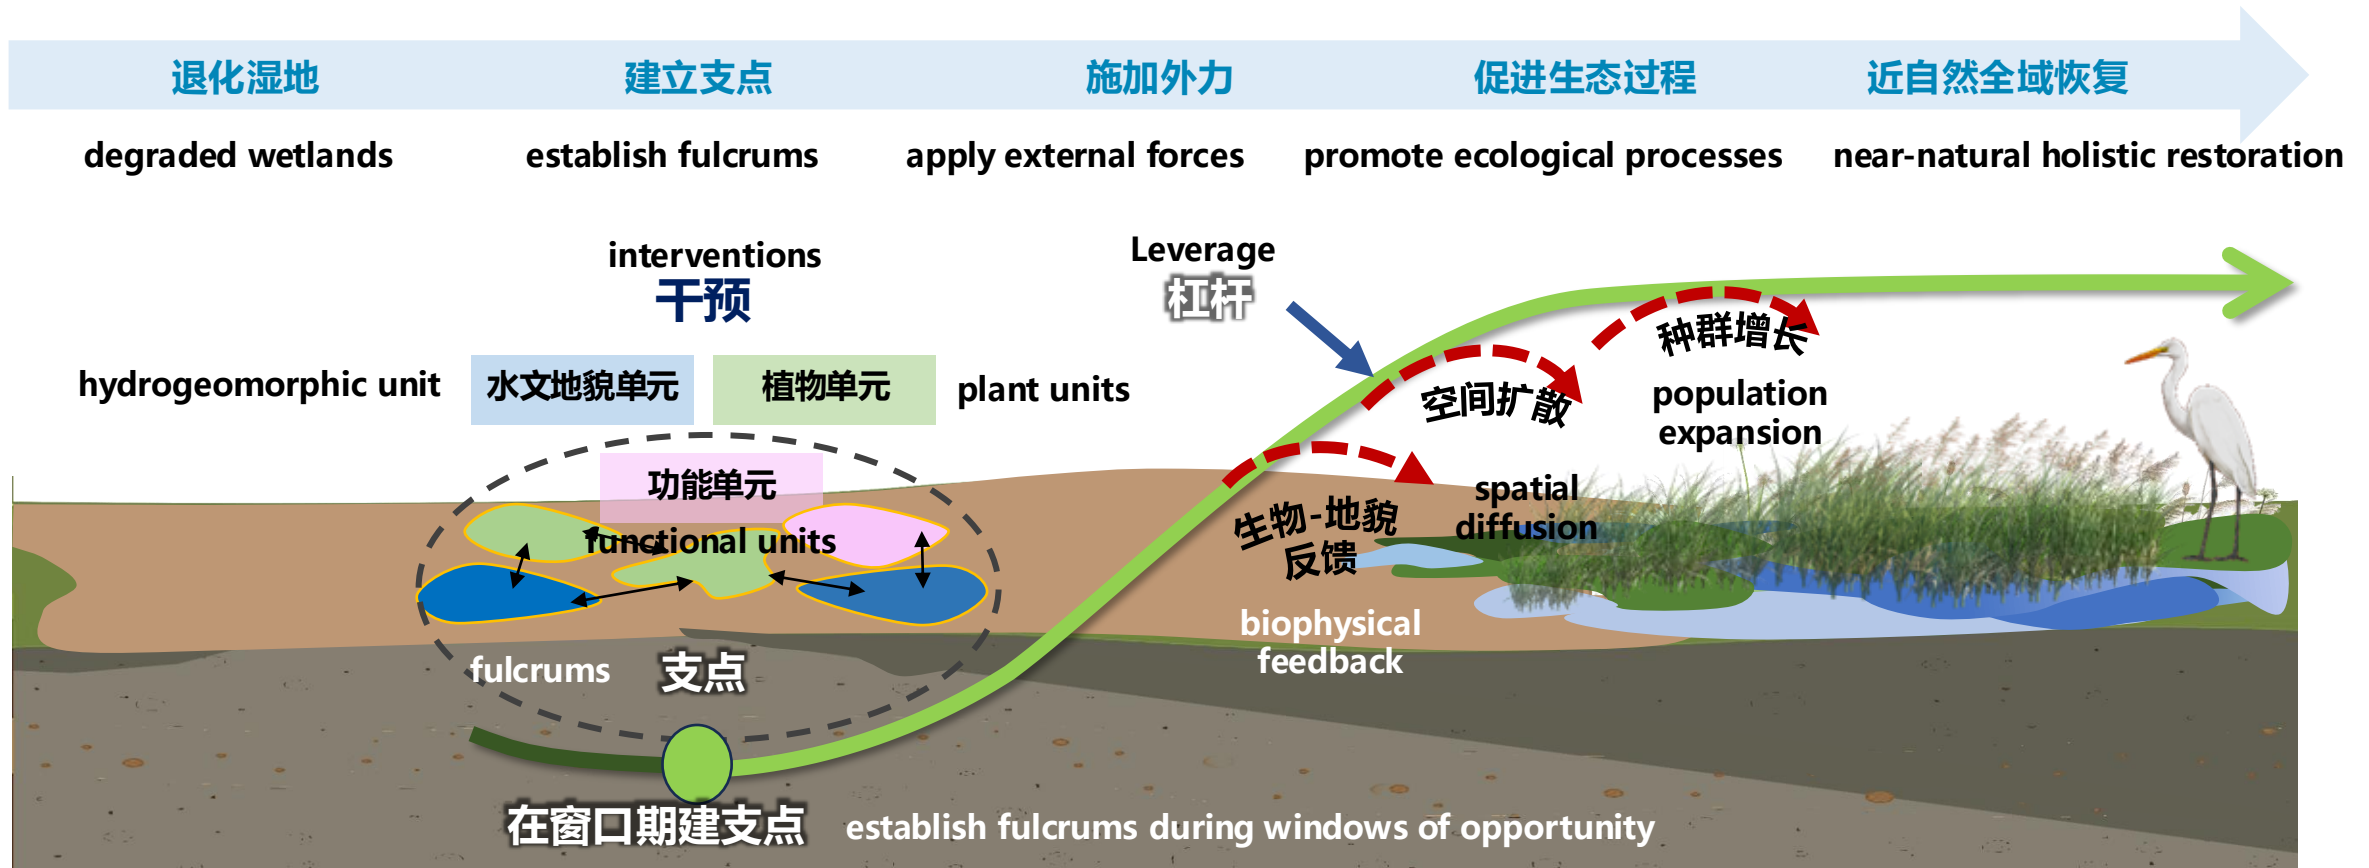 退化湿地
建立支点
施加外力
促进生态过程
近自然全域恢复
degraded wetlands
establish fulcrums
apply external forces
promote ecological processes
near-natural holistic restoration
interventions
干预
Leverage
杠杆
hydrogeomorphic unit
水文地貌单元
植物单元
plant units
功能单元
functional units
种群增长
population
expansion
空间扩散
spatial
diffusion
生物-地貌
反馈
biophysical
feedback
fulcrums
支点
在窗口期建支点
establish fulcrums during windows of opportunity